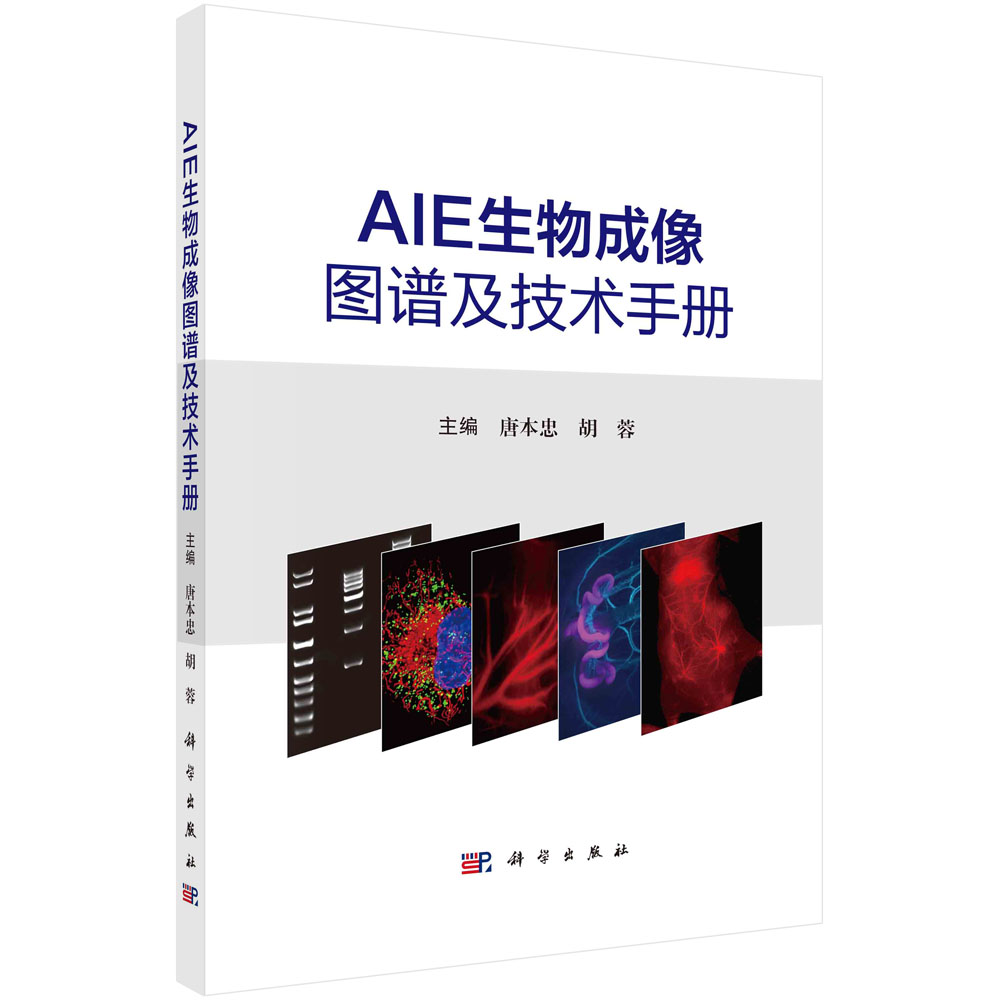 AIE生物成像
图谱及技术手册
主编 唐本忠 胡 蓉
科学出版社
AIE生物成像图谱及技术手册
主编
唐本忠 胡 蓉
科学出版社